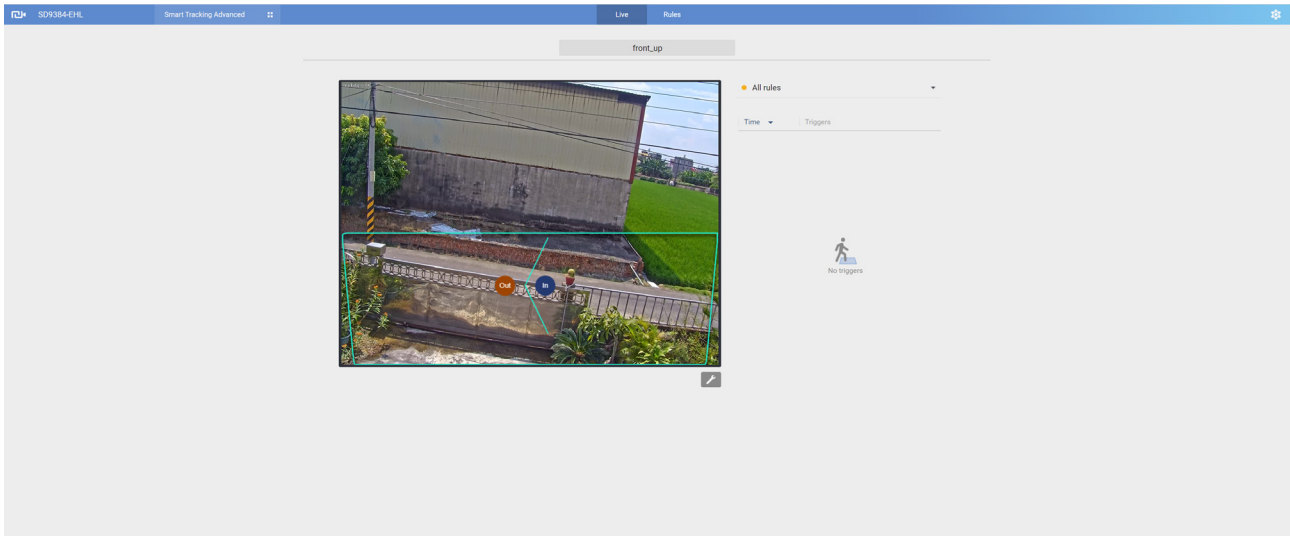 SD9384-EHL
Smart Tracking Advanced
Live
Rules
front_up
All rules
Time
Triggers
Out
In
No triggers